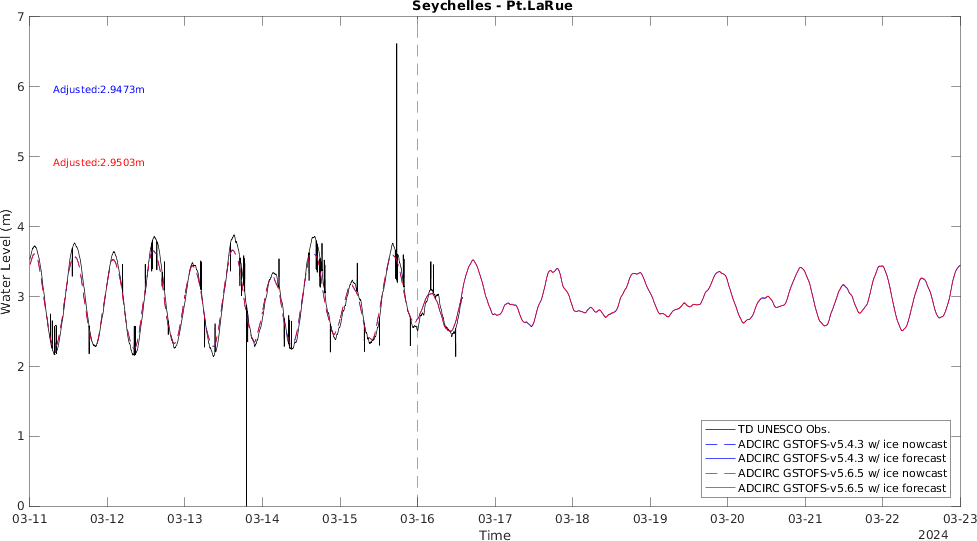 Seychelles - Pt.LaRue
7
6
5
4
3
2
1
0
Water Level (m)
Adjusted:2.9473m
Adjusted:2.9503m
TD UNESCO Obs.
ADCIRC GSTOFS-v5.4.3 w/ ice nowcast
ADCIRC GSTOFS-v5.4.3 w/ ice forecast
ADCIRC GSTOFS-v5.6.5 w/ ice nowcast
ADCIRC GSTOFS-v5.6.5 w/ ice forecast
03-11 03-12 03-13 03-14 03-15 03-16 03-17 03-18 03-19 03-20 03-21 03-22 03-23
Time
2024